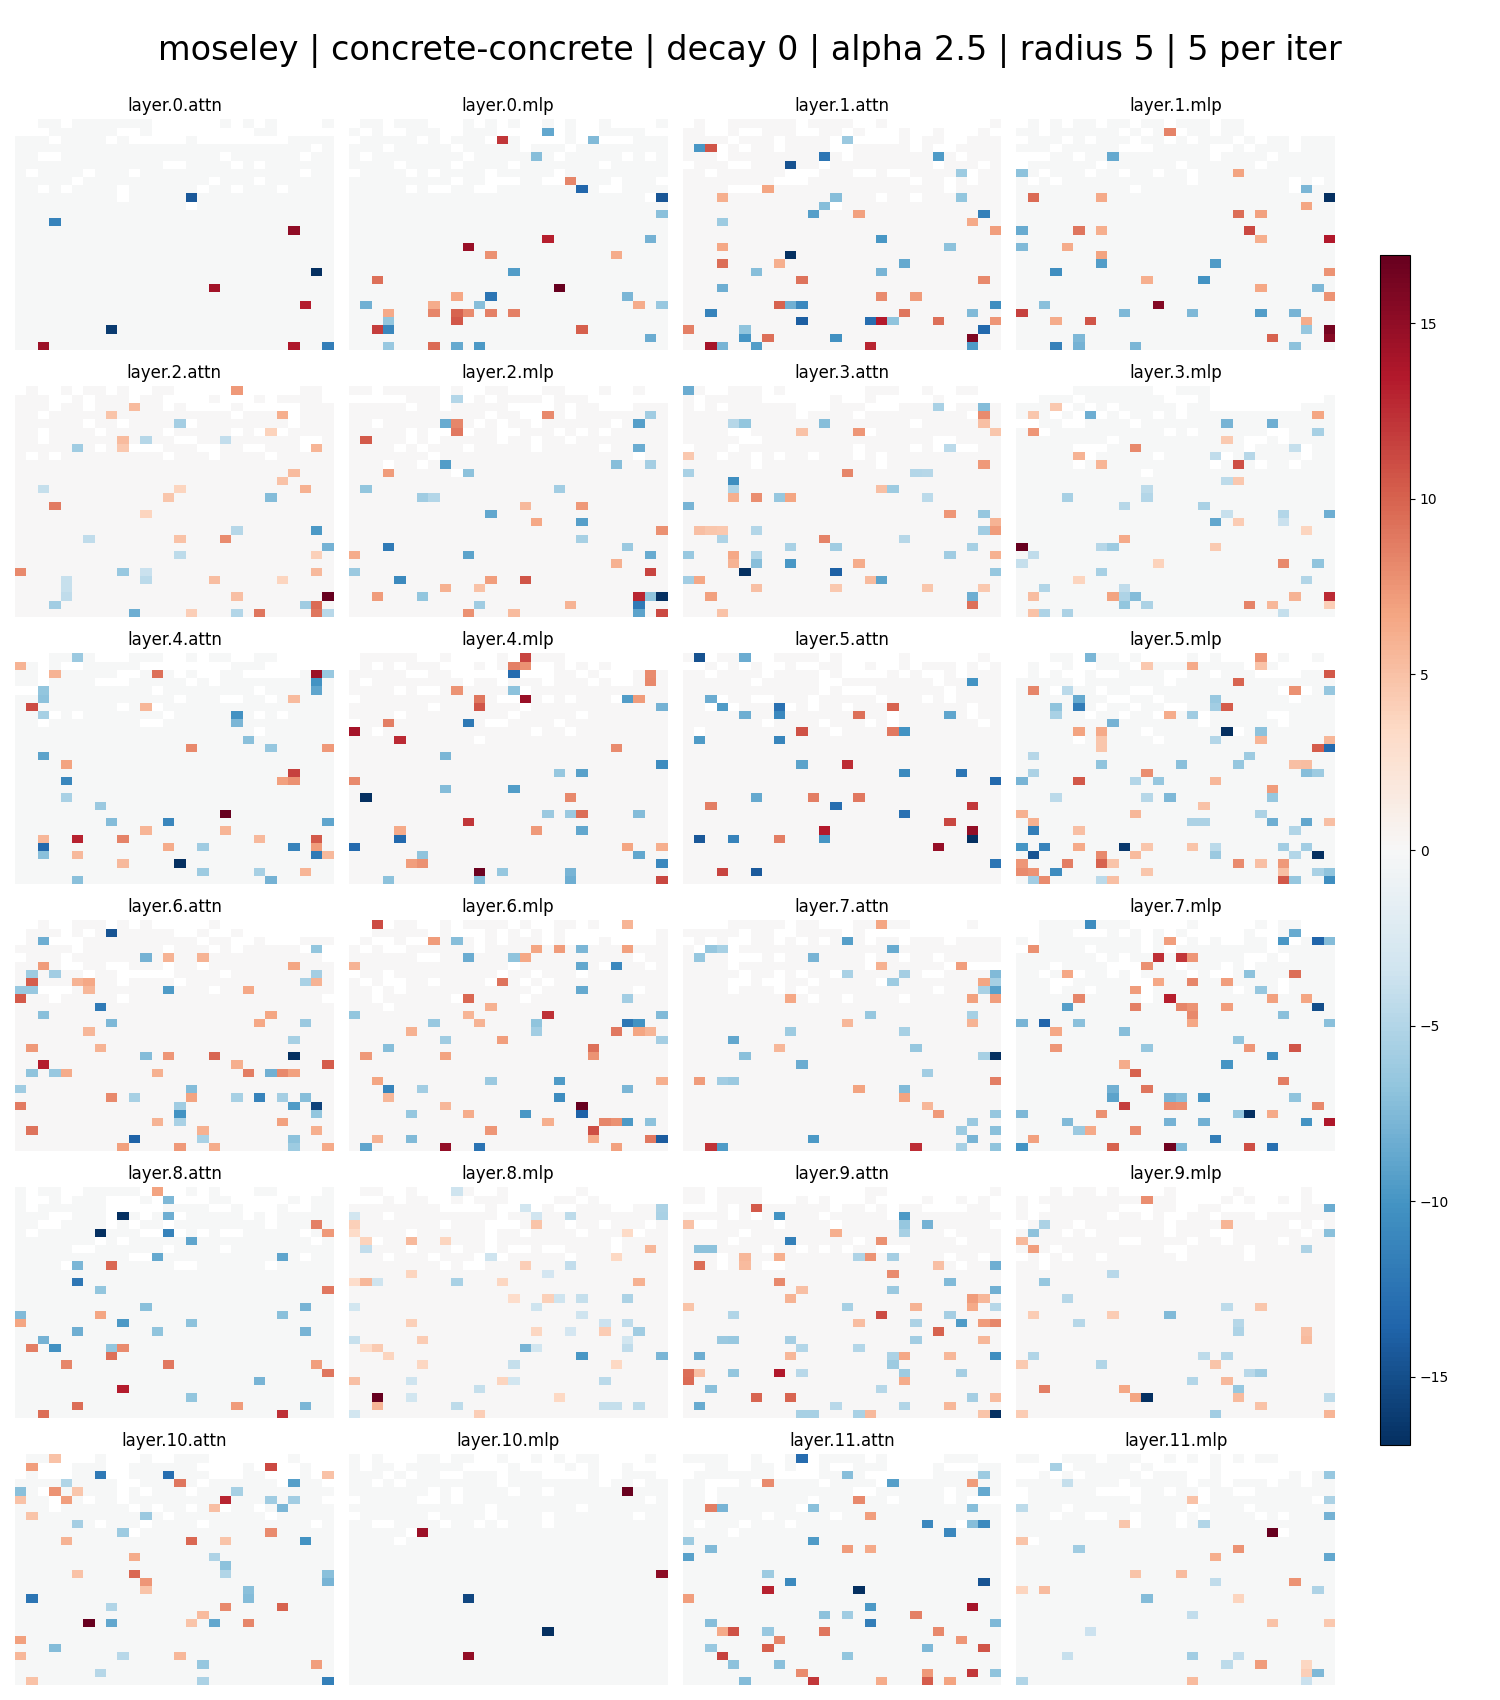 moseley | concrete-concrete | decay 0 | alpha 2.5 | radius 5 | 5 per iter
layer.0.attn layer.0.mlp layer.1.attn layer.1.mlp
layer.2.attn layer.2.mlp layer.3.attn layer.3.mlp
layer.4.attn layer.4.mlp layer.5.attn layer.5.mlp
layer.6.attn layer.6.mlp layer.7.attn layer.7.mlp
layer.8.attn layer.8.mlp layer.9.attn layer.9.mlp
layer.10.attn layer.10.mlp layer.11.attn layer.11.mlp
15
10
5
0
−5
−10
−15